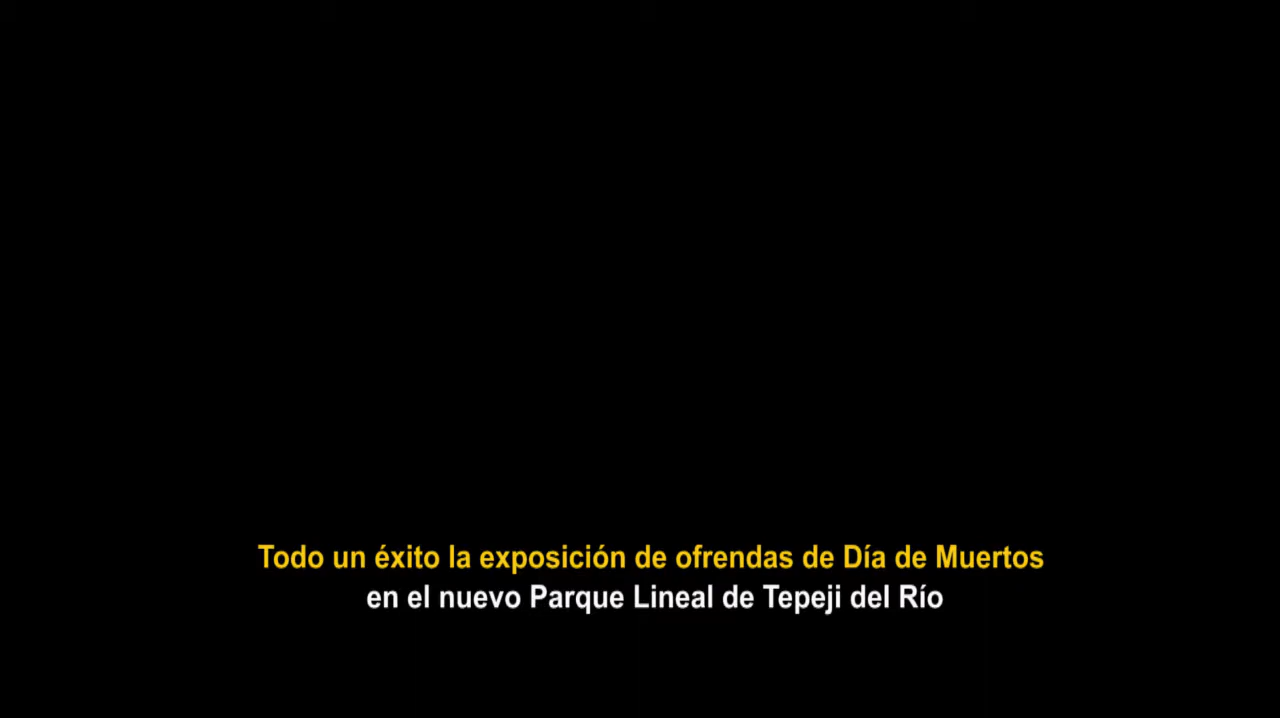 Todo un éxito la exposición de ofrendas de Día de Muertos
en el nuevo Parque Lineal de Tepeji del Río